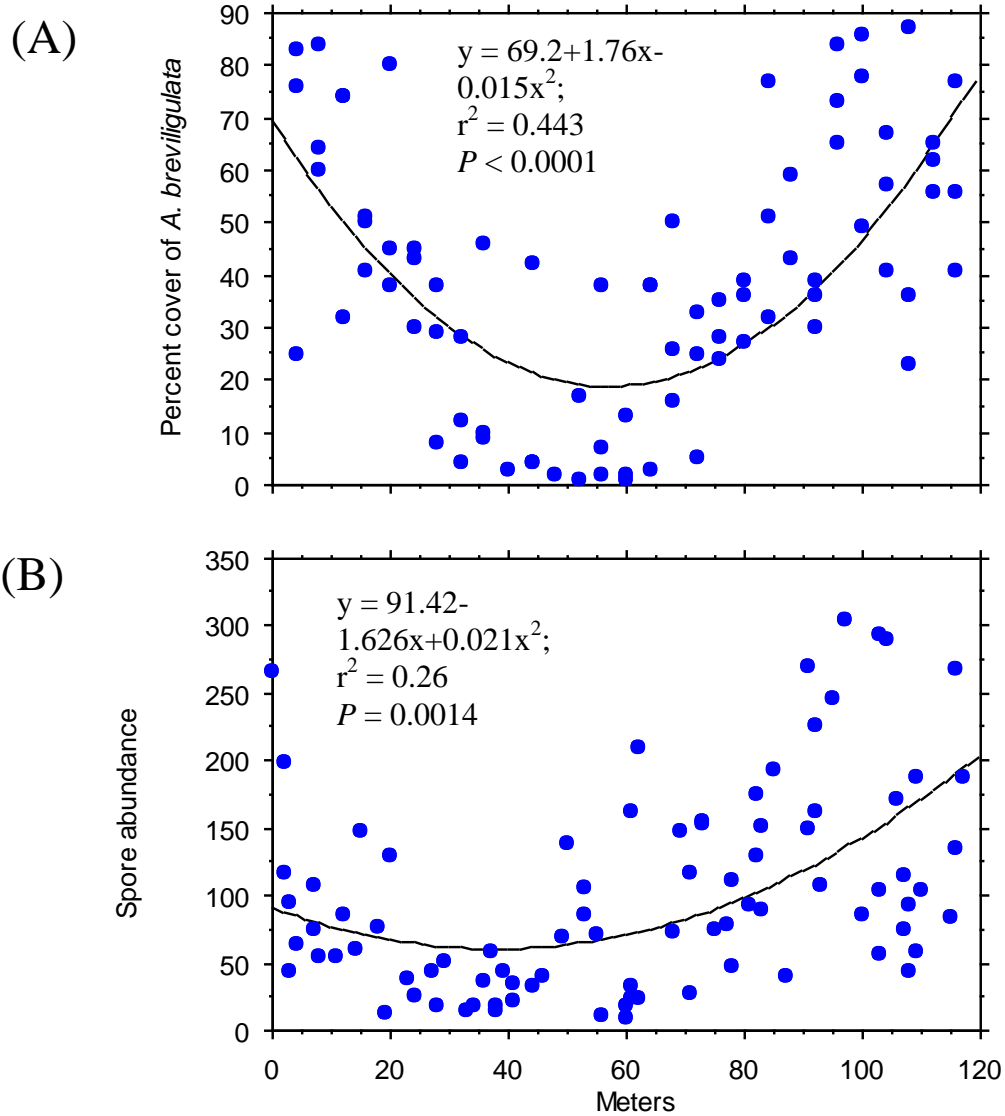 (A)
90
80
70
60
50
40
30
20
10
0
Percent cover of A. breviligulata
y = 69.2+1.76x-
0.015x²;
r² = 0.443
P < 0.0001
(B)
350
300
250
200
150
100
50
0
Spore abundance
y = 91.42-
1.626x+0.021x²;
r² = 0.26
P = 0.0014
0 20 40 60 80 100 120
Meters